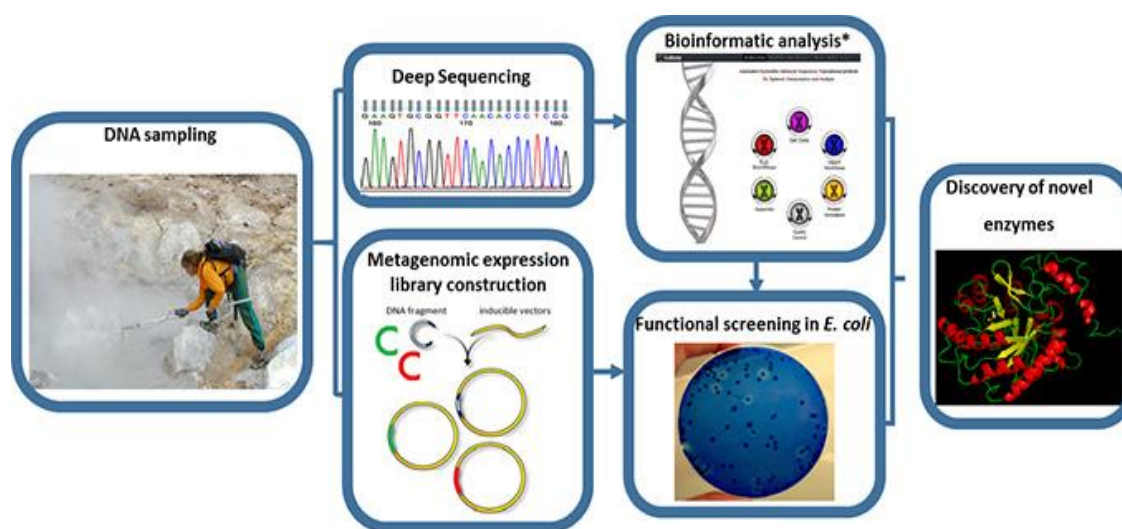 DNA sampling
Deep Sequencing
GAAGTGCGGTTCAACACCCTCCG
160 170 180
Metagenomic expression
library construction
DNA fragment
inducible vectors
Bioinformatic analysis*
Functional screening in E. coli
Discovery of novel
enzymes